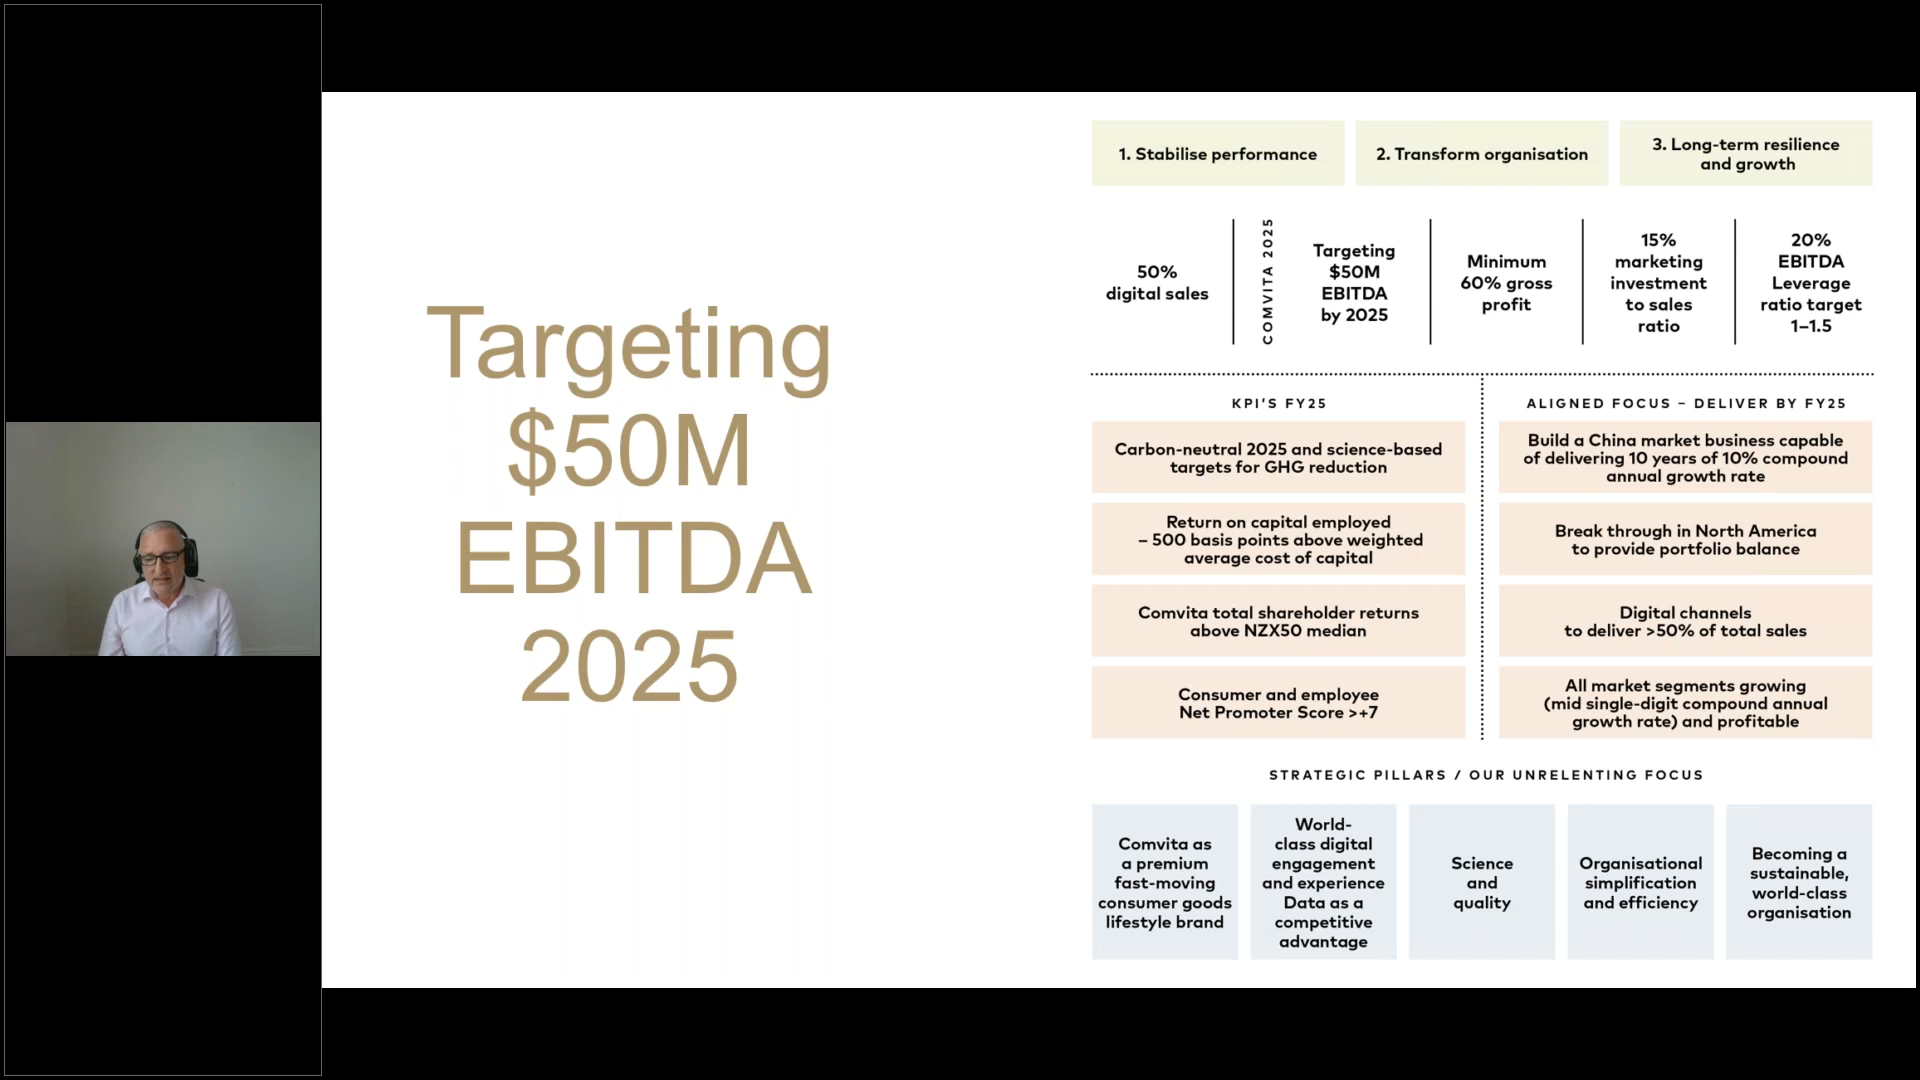 Targeting
$50M
EBITDA
2025
1. Stabilise performance
2. Transform organisation
3. Long-term resilience
and growth
50%
digital sales
COMVITA 2025
Targeting
$50M
EBITDA
by 2025
Minimum
60% gross
profit
15%
marketing
investment
to sales
ratio
20%
EBITDA
Leverage
ratio target
1–1.5
KPI'S FY25
Carbon-neutral 2025 and science-based
targets for GHG reduction
Return on capital employed
– 500 basis points above weighted
average cost of capital
Comvita total shareholder returns
above NZX50 median
Consumer and employee
Net Promoter Score >+7
ALIGNED FOCUS – DELIVER BY FY25
Build a China market business capable
of delivering 10 years of 10% compound
annual growth rate
Break through in North America
to provide portfolio balance
Digital channels
to deliver >50% of total sales
All market segments growing
(mid single-digit compound annual
growth rate) and profitable
STRATEGIC PILLARS / OUR UNRELENTING FOCUS
Comvita as
a premium
fast-moving
consumer goods
lifestyle brand
World-
class digital
engagement
and experience
Data as a
competitive
advantage
Science
and
quality
Organisational
simplification
and efficiency
Becoming a
sustainable,
world-class
organisation